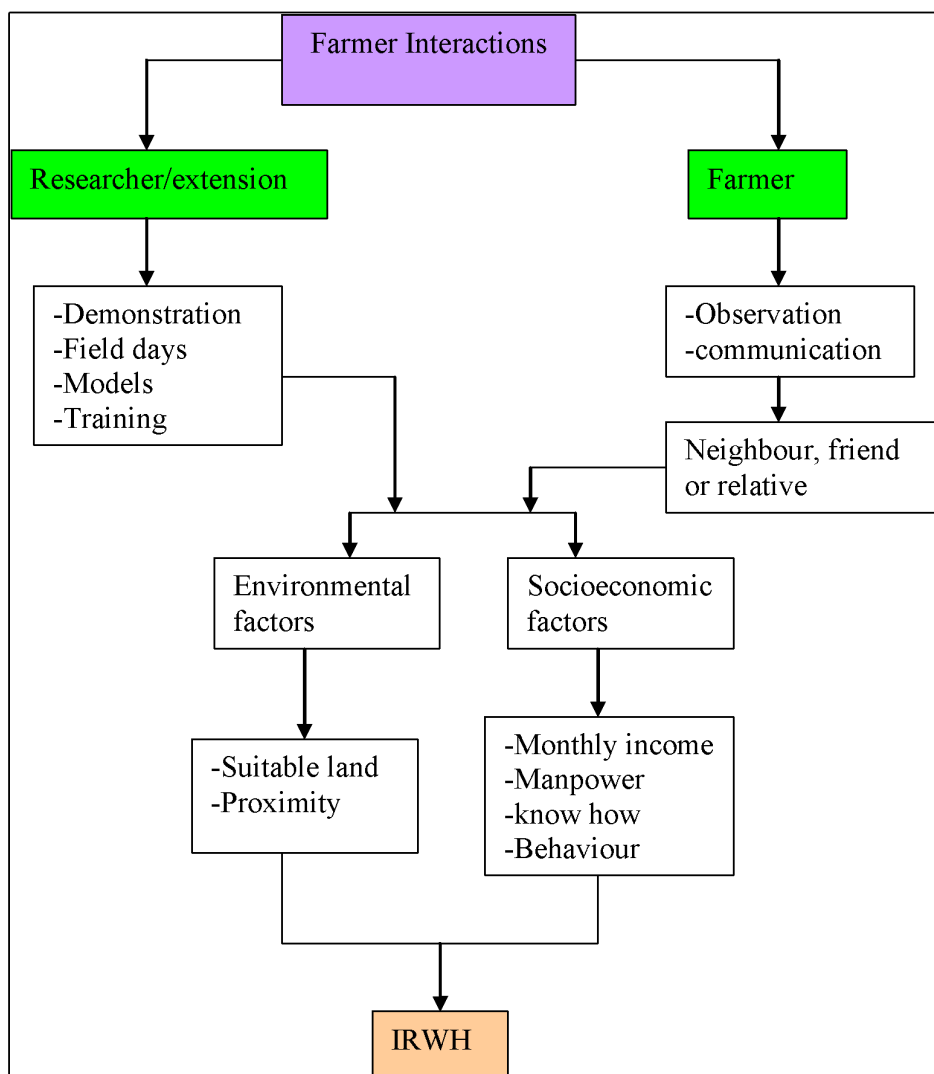 Farmer Interactions
Researcher/extension
Farmer
-Demonstration
-Field days
-Models
-Training
-Observation
-communication
Neighbour, friend
or relative
Environmental
factors
Socioeconomic
factors
-Suitable land
-Proximity
-Monthly income
-Manpower
-know how
-Behaviour
IRWH